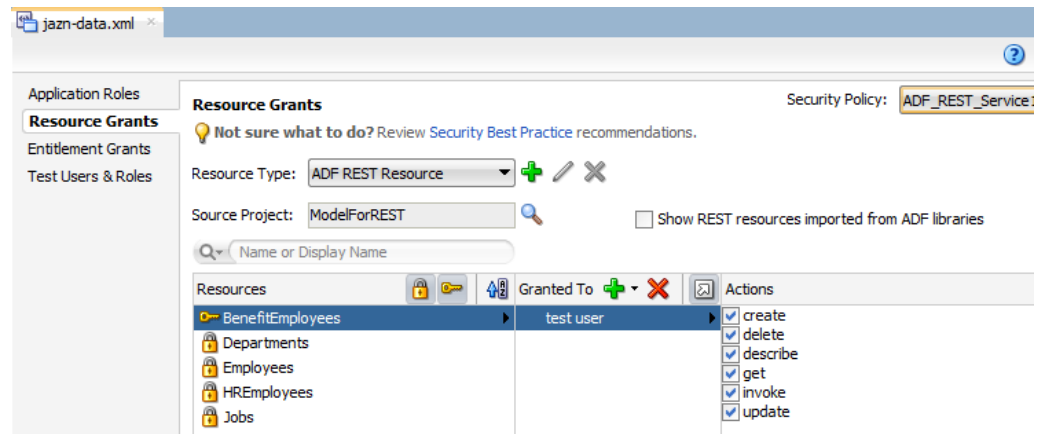 jazn-data.xml
Application Roles
Resource Grants
Entitlement Grants
Test Users & Roles
Resource Grants
Security Policy: ADF_REST_Service1
Not sure what to do? Review Security Best Practice recommendations.
Resource Type: ADF REST Resource
Source Project: ModelForREST
Show REST resources imported from ADF libraries
Name or Display Name
Resources
Granted To
Actions
BenefitEmployees
Departments
Employees
HREmployees
Jobs
test user
create
delete
describe
get
invoke
update